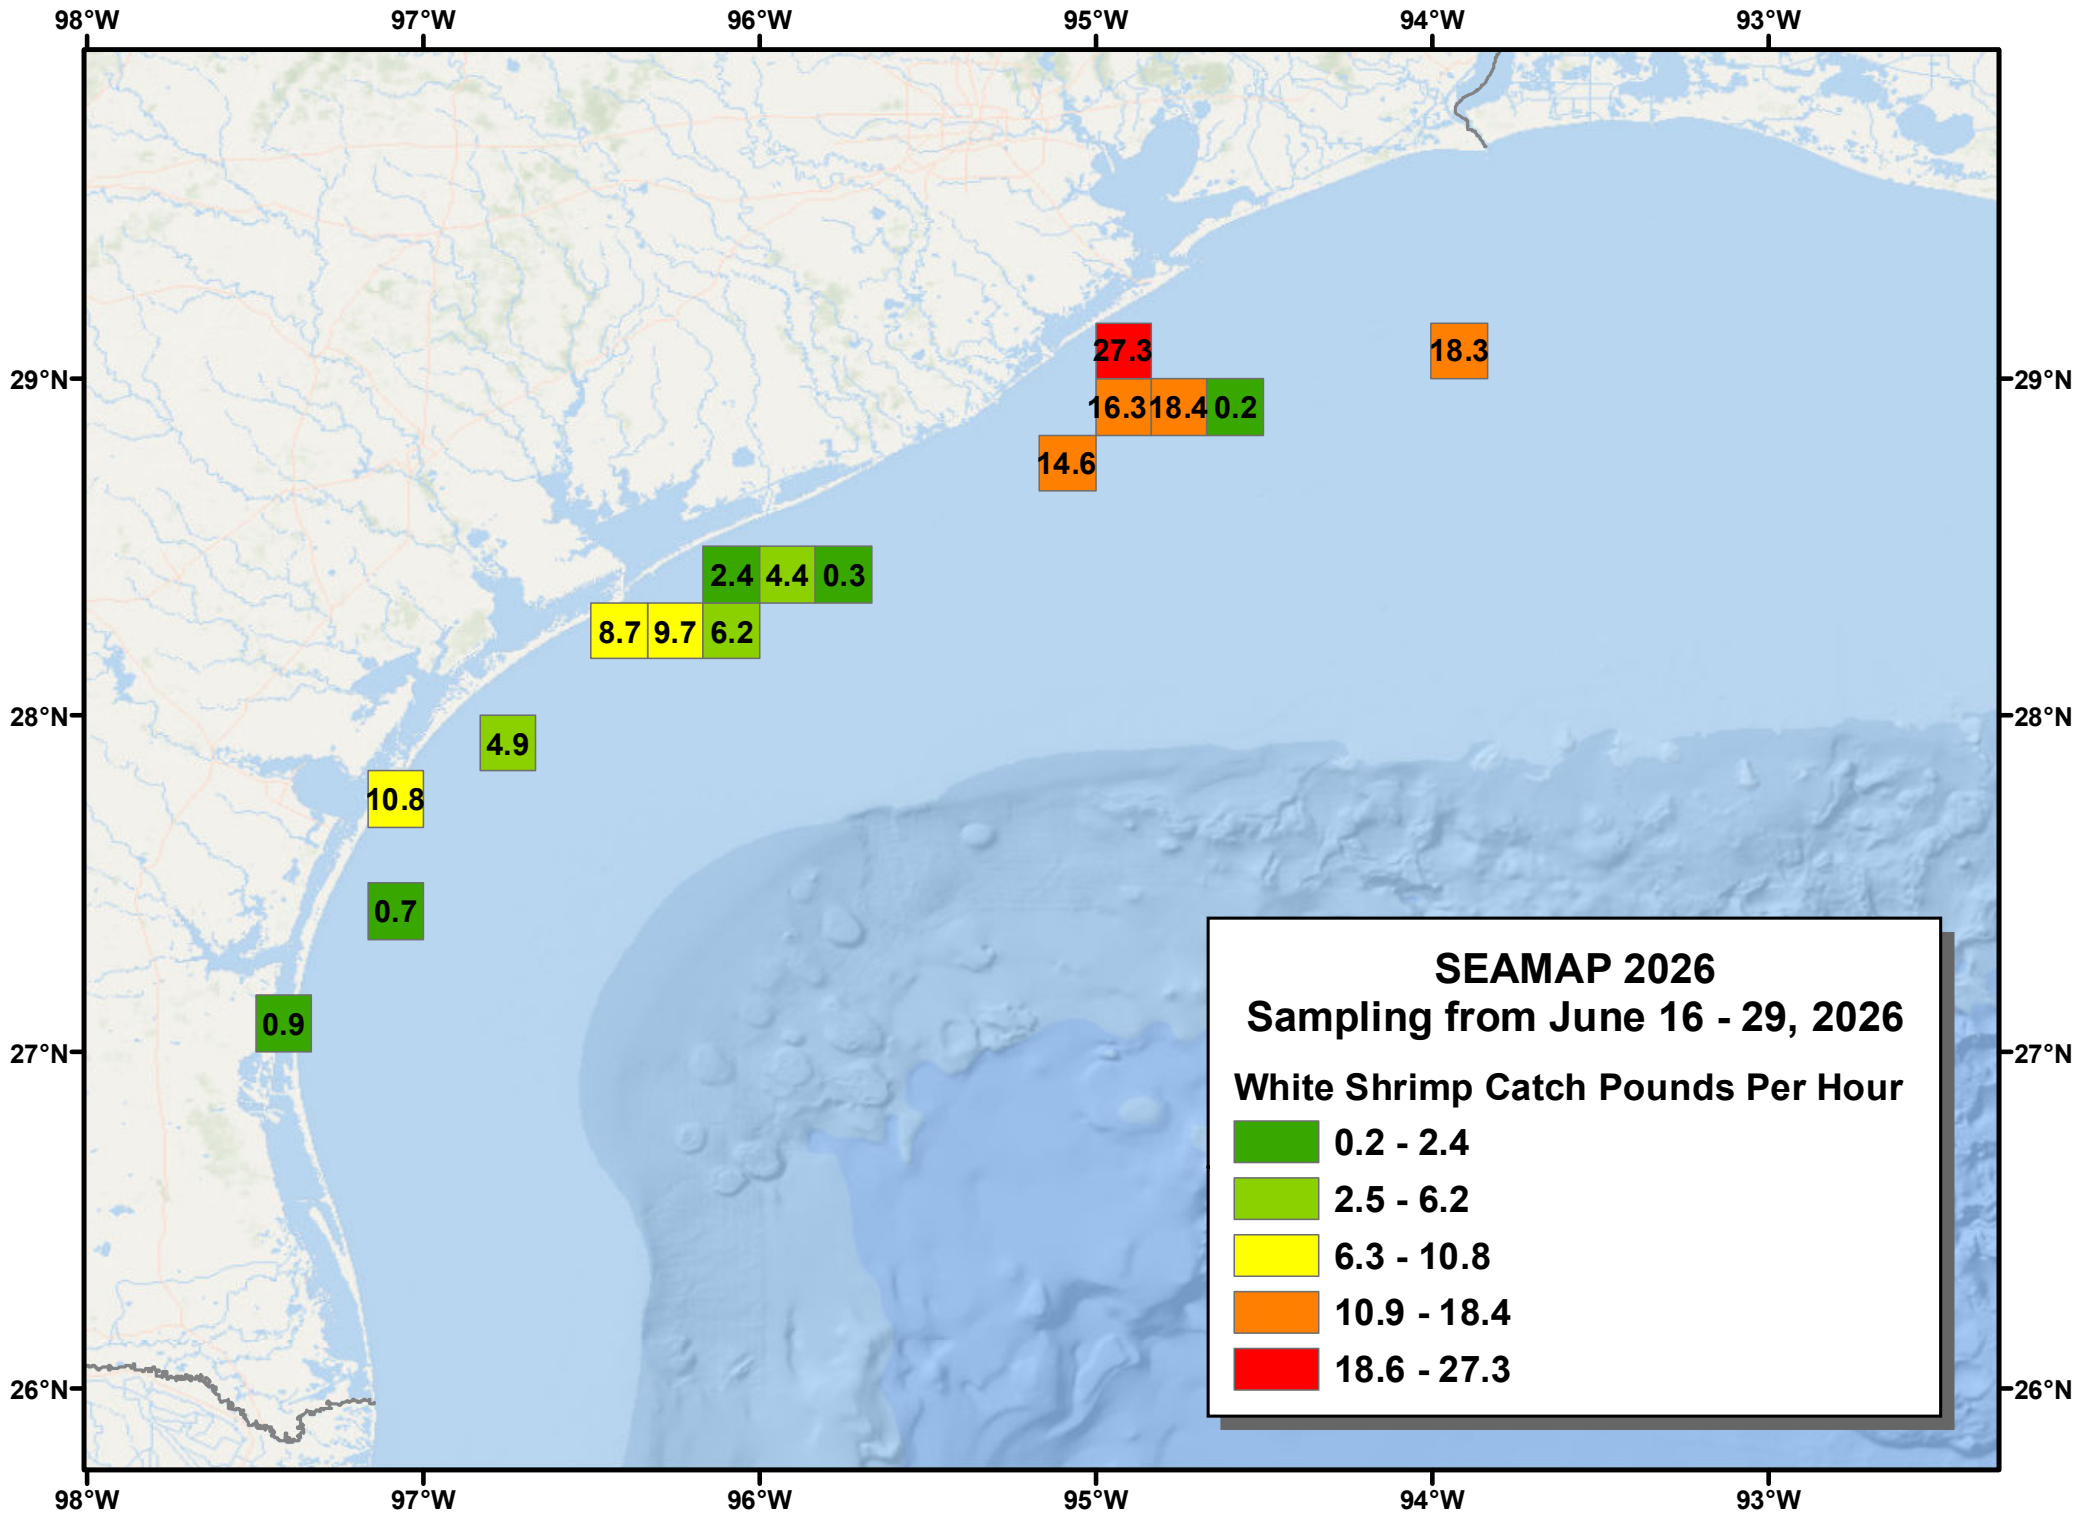 98°W 97°W 96°W 95°W 94°W 93°W
27.3 18.3
29°N 29°N
16.3 18.4 0.2
14.6
2.4 4.4 0.3
8.7 9.7 6.2
28°N 28°N
4.9
10.8
0.7
SEAMAP 2026
Sampling from June 16 - 29, 2026
0.9
27°N 27°N
White Shrimp Catch Pounds Per Hour
0.2 - 2.4
2.5 - 6.2
6.3 - 10.8
10.9 - 18.4
18.6 - 27.3
26°N 26°N
98°W 97°W 96°W 95°W 94°W 93°W